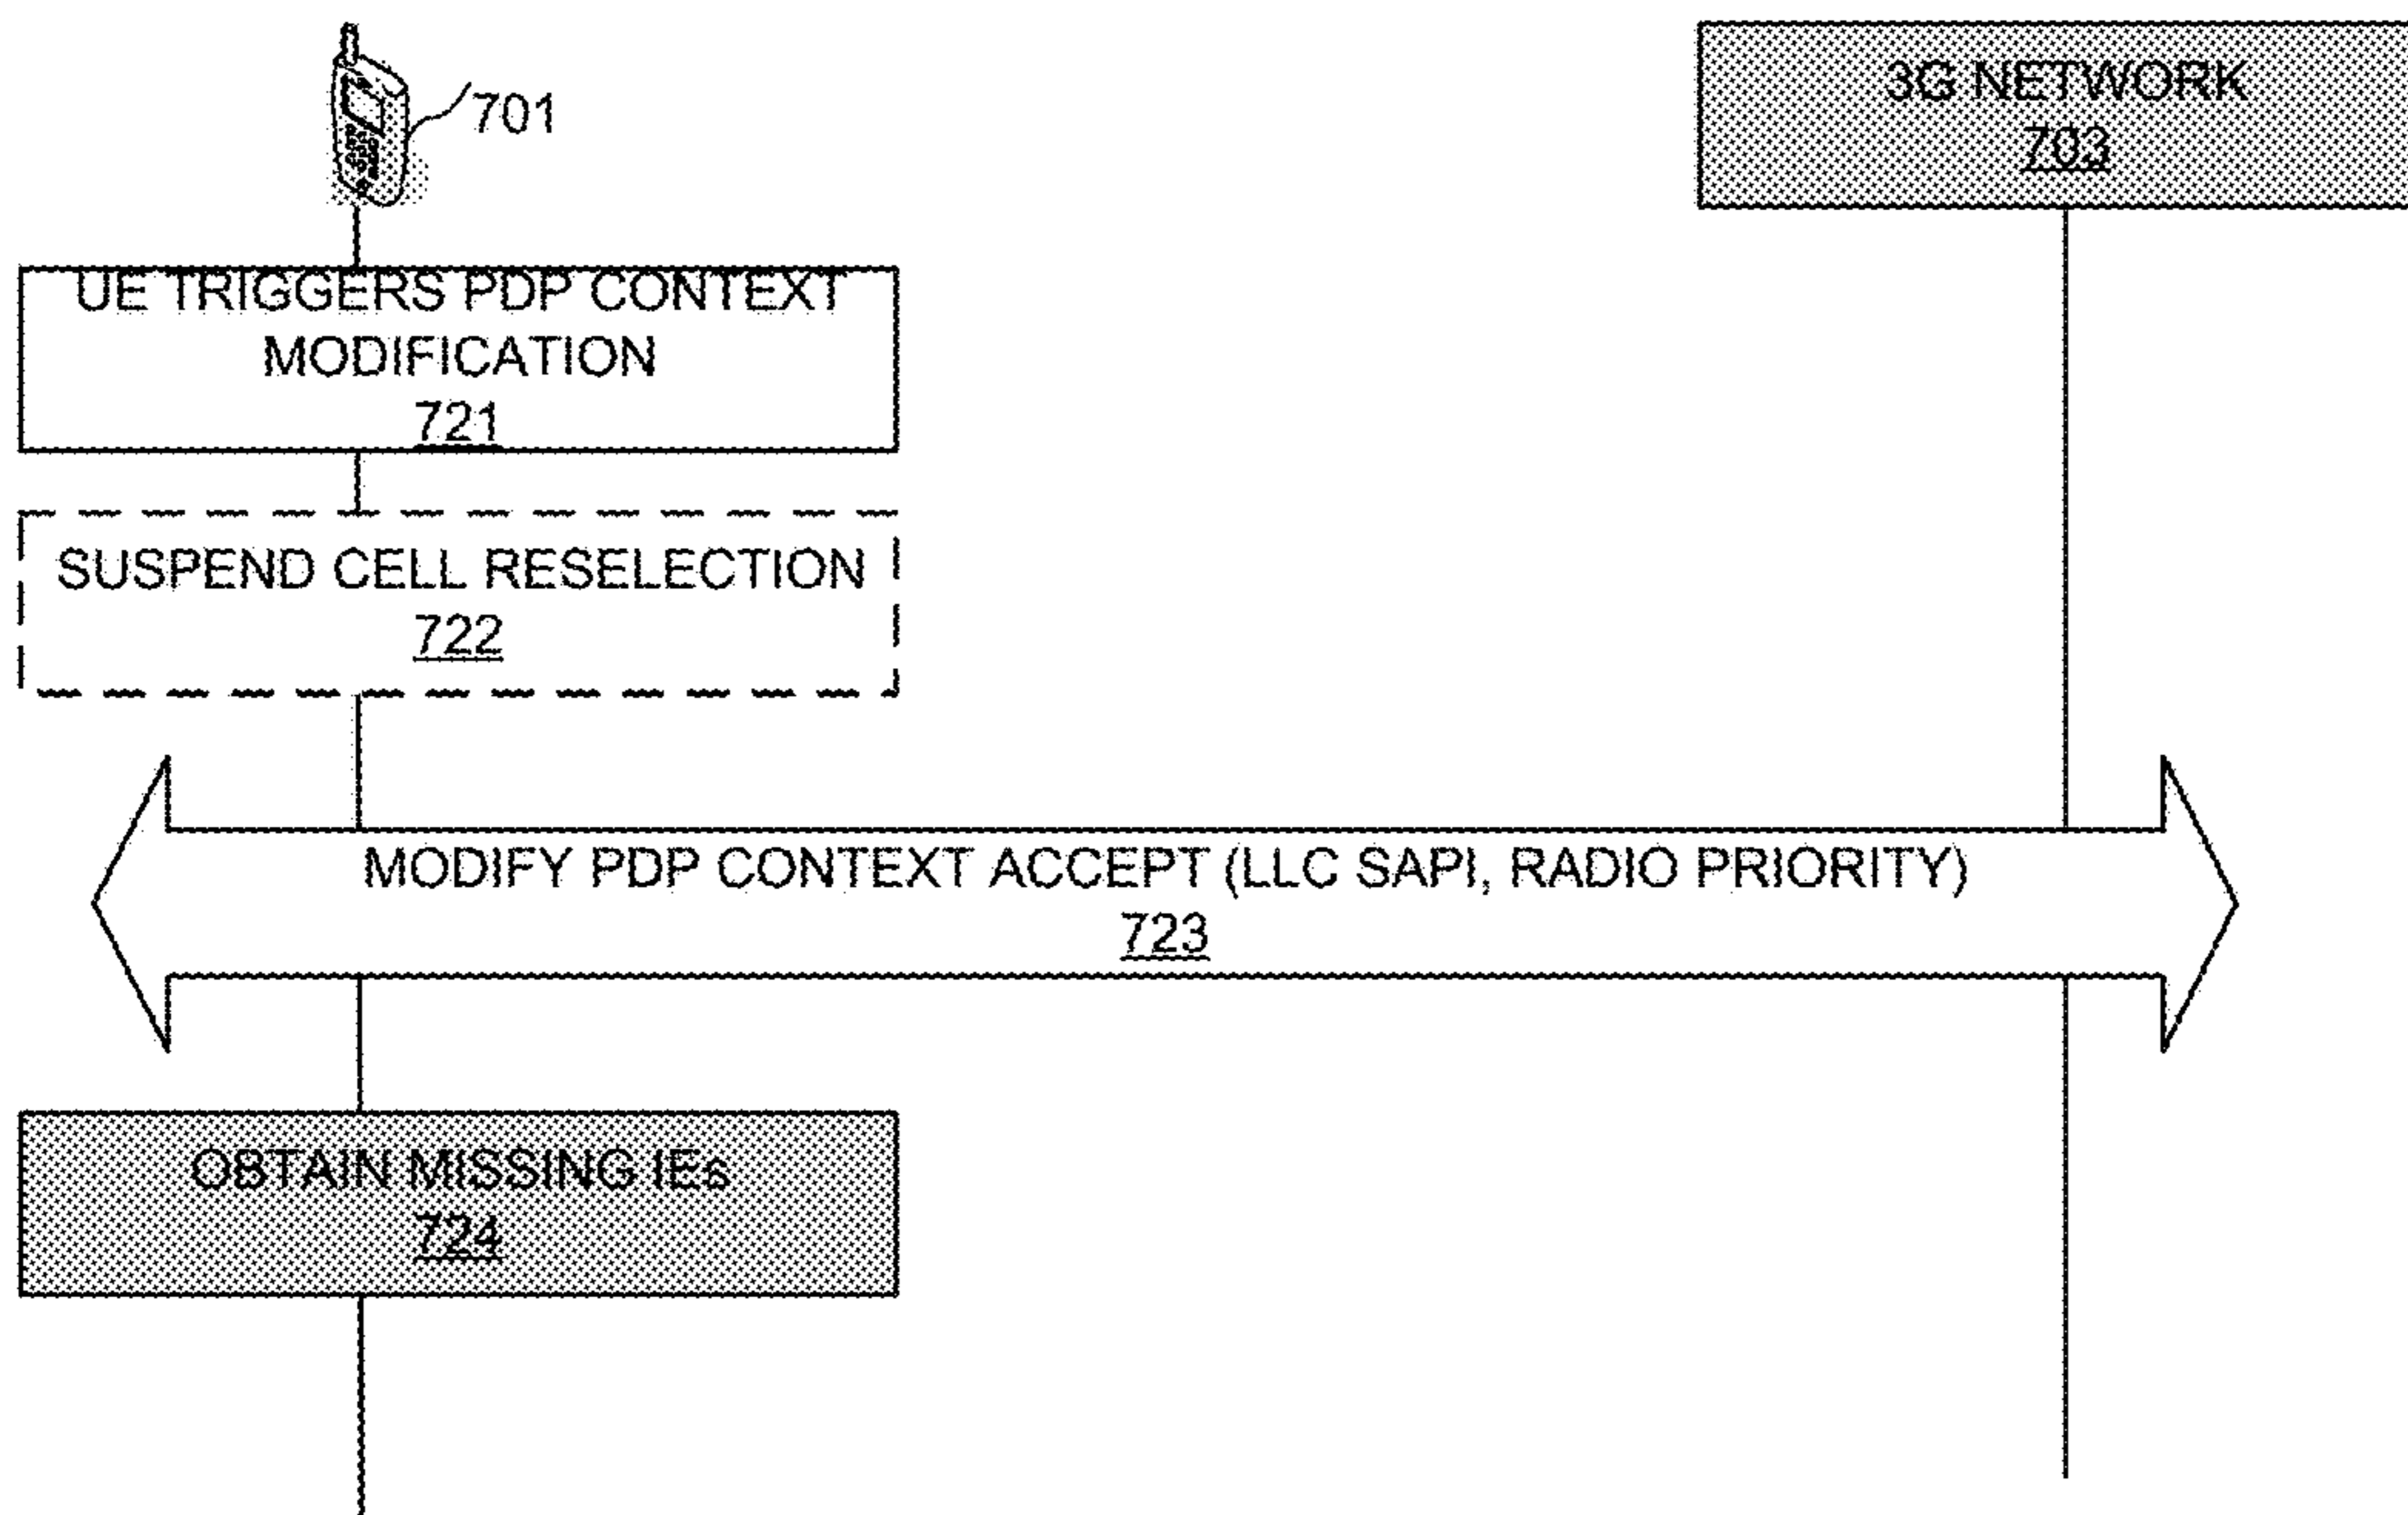 701
3G NETWORK
703
UE TRIGGERS PDP CONTEXT
MODIFICATION
721
SUSPEND CELL RESELECTION
722
MODIFY PDP CONTEXT ACCEPT (LLC SAPI, RADIO PRIORITY)
723
OBTAIN MISSING IEs
724